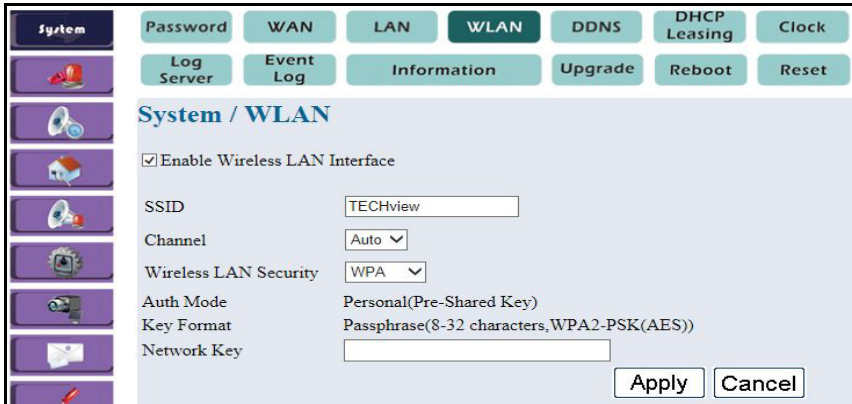 System
Password WAN LAN WLAN DDNS DHCP Leasing Clock
Log Server Event Log Information Upgrade Reboot Reset
System / WLAN
Enable Wireless LAN Interface
SSID TECHview
Channel Auto
Wireless LAN Security WPA
Auth Mode Personal(Pre-Shared Key)
Key Format Passphrase(8-32 characters,WPA2-PSK(AES))
Network Key
Apply Cancel